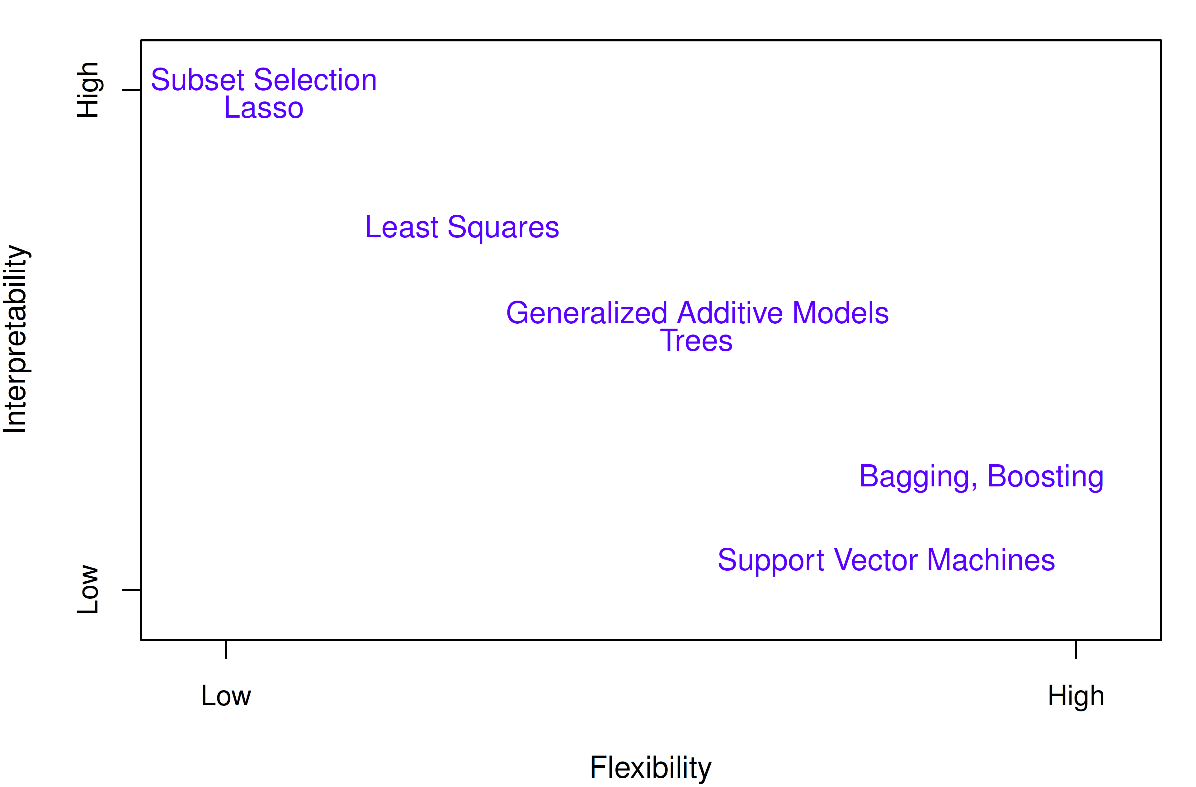 High
Subset Selection
Lasso
Least Squares
Interpretability
Generalized Additive Models
Trees
Bagging, Boosting
Support Vector Machines
Low
Low
High
Flexibility